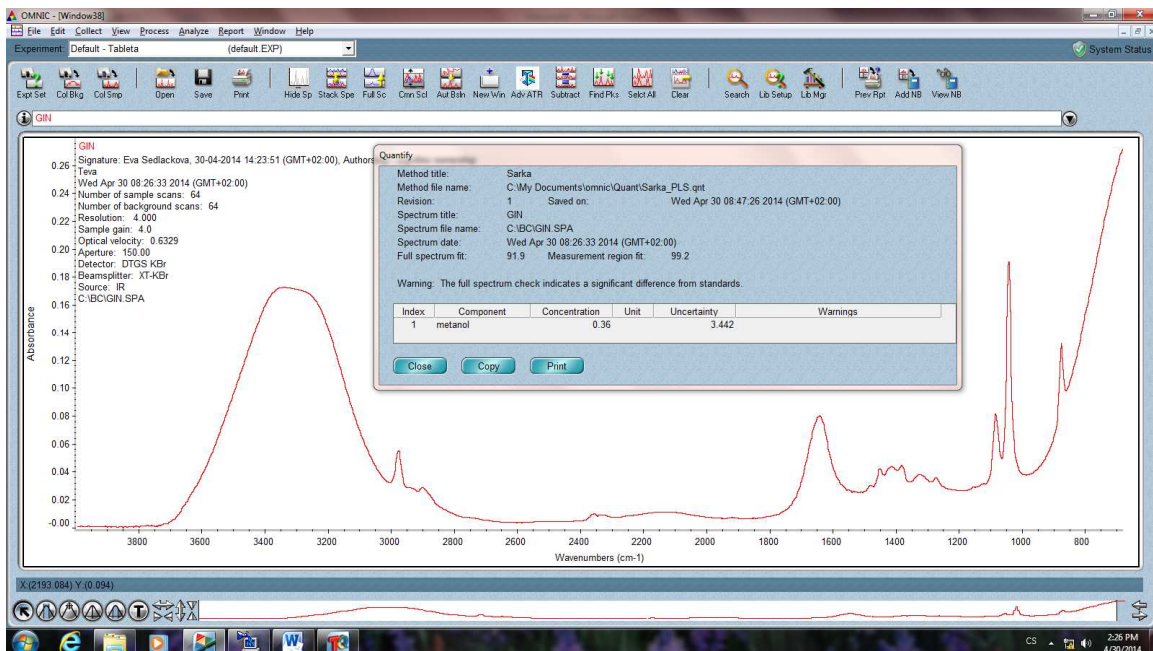 OMNIC - [Window38]
File Edit Collect View Process Analyze Report Window Help
Experiment: Default - Tableta (default.EXP)
System Status
Expt Set Col Bkg Col Smp Open Save Print Hide Sp Stack Spe Full Sc Cmn Scl Aut Bsln New Win Adv ATR Subtract Find Pks Selct All Clear Search Lib Setup Lib Mgr Prev Rpt Add NB View NB
GIN
GIN
Signature: Eva Sedlackova, 30-04-2014 14:23:51 (GMT+02:00), Authors
Teva
Wed Apr 30 08:26:33 2014 (GMT+02:00)
Number of sample scans: 64
Number of background scans: 64
Resolution: 4.000
Sample gain: 4.0
Optical velocity: 0.6329
Aperture: 150.00
Detector: DTGS KBr
Beamsplitter: XT-KBr
Source: IR
C:\BC\GIN.SPA
Quantify
Method title: Sarka
Method file name: C:\My Documents\omnic\Quant\Sarka_PLS.qnt
Revision: 1 Saved on: Wed Apr 30 08:47:26 2014 (GMT+02:00)
Spectrum title: GIN
Spectrum file name: C:\BC\GIN.SPA
Spectrum date: Wed Apr 30 08:26:33 2014 (GMT+02:00)
Full spectrum fit: 91.9 Measurement region fit: 99.2
Warning: The full spectrum check indicates a significant difference from standards.
Index Component Concentration Unit Uncertainty Warnings
1 metanol 0.36 3.442
Close Copy Print
0.26
0.24
0.22
0.20
0.18
0.16
0.14
0.12
0.10
0.08
0.06
0.04
0.02
-0.00
Absorbance
3800 3600 3400 3200 3000 2800 2600 2400 2200 2000 1800 1600 1400 1200 1000 800
Wavenumbers (cm-1)
X:(2193.084) Y:(0.094)
T
CS 2:26 PM
4/30/2014